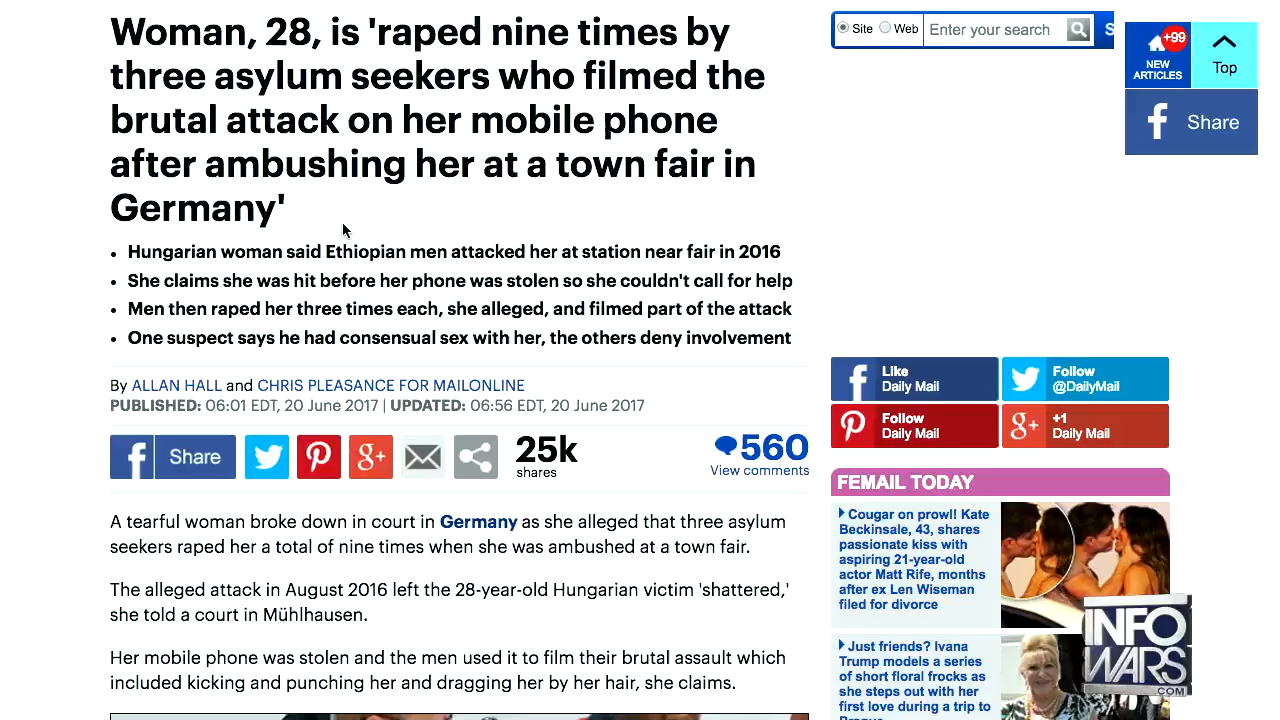 Woman, 28, is 'raped nine times by
three asylum seekers who filmed the
brutal attack on her mobile phone
after ambushing her at a town fair in
Germany'
Hungarian woman said Ethiopian men attacked her at station near fair in 2016
She claims she was hit before her phone was stolen so she couldn't call for help
Men then raped her three times each, she alleged, and filmed part of the attack
One suspect says he had consensual sex with her, the others deny involvement
By ALLAN HALL and CHRIS PLEASANCE FOR MAILONLINE
PUBLISHED: 06:01 EDT, 20 June 2017 | UPDATED: 06:56 EDT, 20 June 2017
Share
25k
shares
560
View comments
A tearful woman broke down in court in Germany as she alleged that three asylum
seekers raped her a total of nine times when she was ambushed at a town fair.
The alleged attack in August 2016 left the 28-year-old Hungarian victim 'shattered,'
she told a court in Mühlhausen.
Her mobile phone was stolen and the men used it to film their brutal assault which
included kicking and punching her and dragging her by her hair, she claims.
Site Web Enter your search S
+99
NEW
ARTICLES
Top
Share
Like
Daily Mail
Follow
@DailyMail
Follow
Daily Mail
+1
Daily Mail
FEMAIL TODAY
Cougar on prowl! Kate
Beckinsale, 43, shares
passionate kiss with
aspiring 21-year-old
actor Matt Rife, months
after ex Len Wiseman
filed for divorce
Just friends? Ivana
Trump models a series
of short floral frocks as
she steps out with her
first love during a trip to
INFO
WARS
.COM